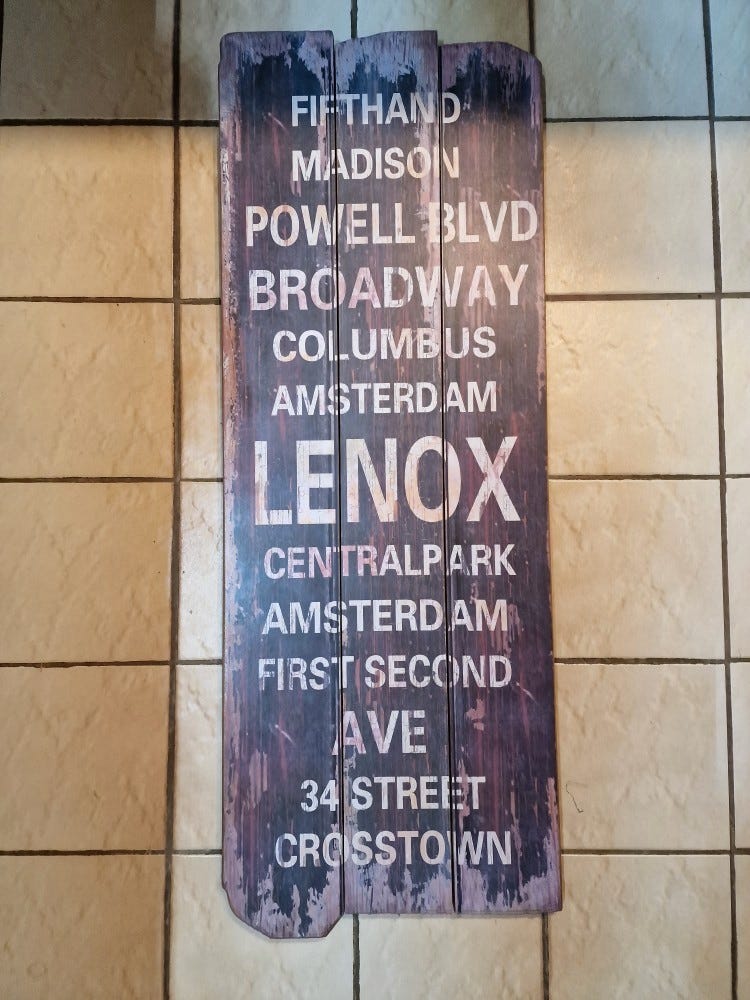 FIFTHAND
MADISON
POWELL BLVD
BROADWAY
COLUMBUS
AMSTERDAM
LENOX
CENTRALPARK
AMSTERDAM
FIRST SECOND
AVE
34 STREET
CROSSTOWN